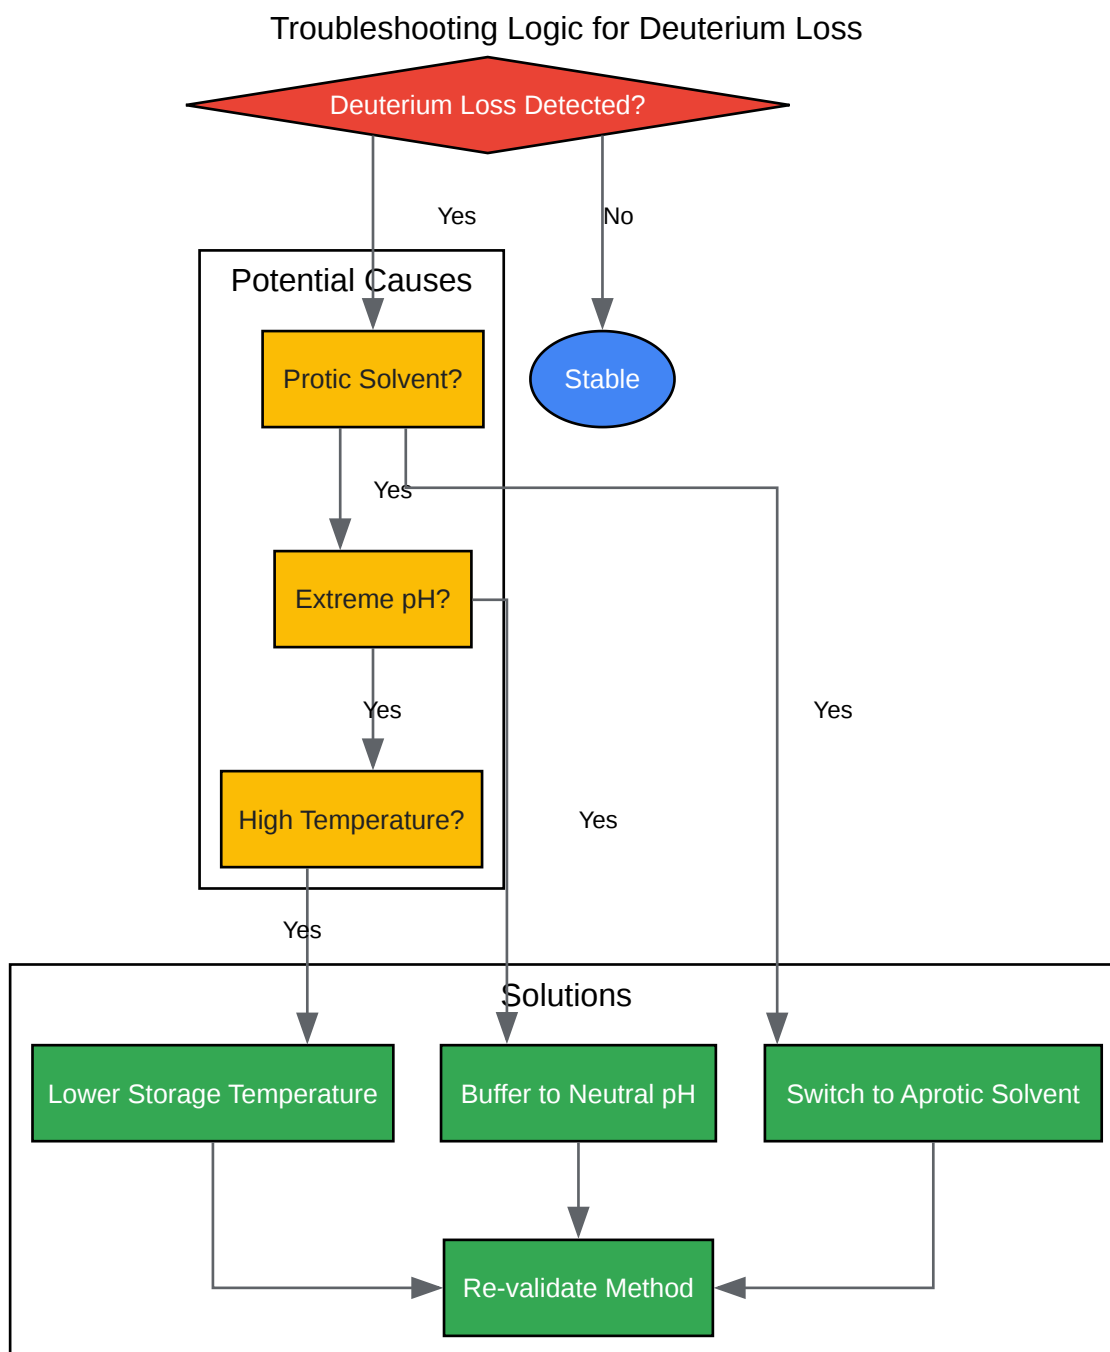 Troubleshooting Logic for Deuterium Loss
Deuterium Loss Detected?
Yes
No
Potential Causes
Protic Solvent?
Stable
Yes
Extreme pH?
Yes
Yes
High Temperature?
Yes
Yes
Solutions
Lower Storage Temperature
Buffer to Neutral pH
Switch to Aprotic Solvent
Re-validate Method